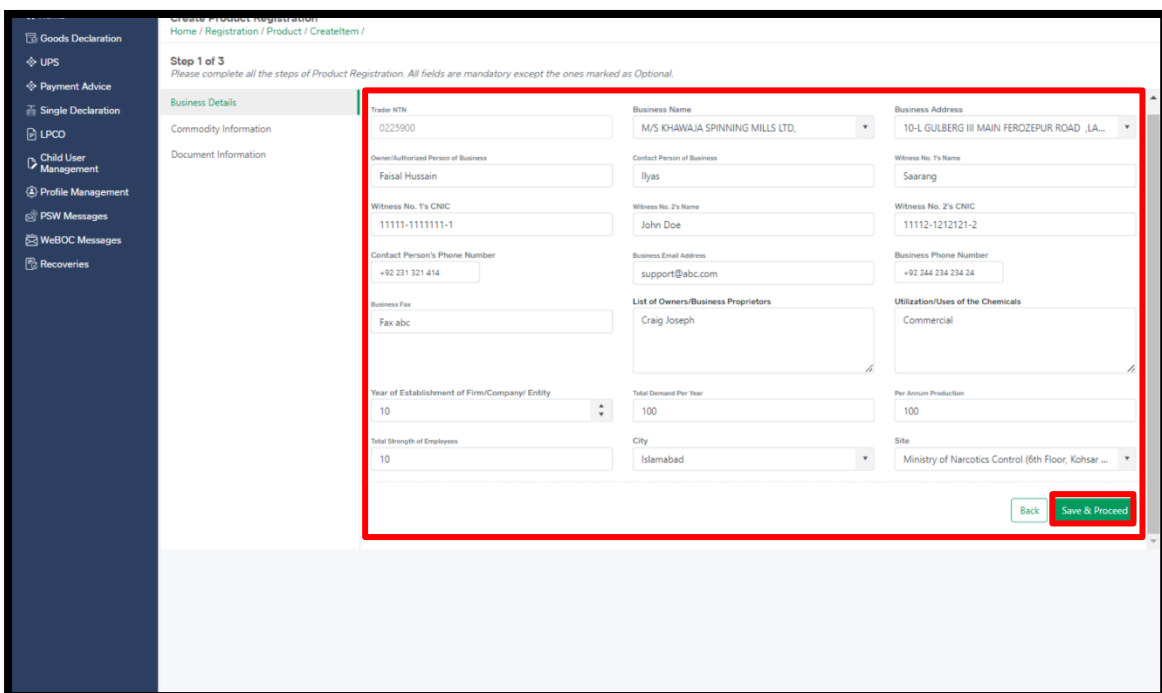 Create Product Registration
Home / Registration / Product / CreateItem /
Goods Declaration
UPS
Payment Advice
Single Declaration
LPCO
Child User
Management
Profile Management
PSW Messages
WeBOC Messages
Recoveries
Step 1 of 3
Please complete all the steps of Product Registration. All fields are mandatory except the ones marked as Optional.
Business Details
Commodity Information
Document Information
Trader NTN Business Name Business Address
0225900 M/S KHAWAJA SPINNING MILLS LTD, 10-L GULBERG III MAIN FEROZEPUR ROAD ,LA...
Owner/Authorized Person of Business Contact Person of Business Witness No. 1's Name
Faisal Hussain Ilyas Saarang
Witness No. 1's CNIC Witness No. 2's Name Witness No. 2's CNIC
11111-1111111-1 John Doe 11112-1212121-2
Contact Person's Phone Number Business Email Address Business Phone Number
+92 231 321 414 support@abc.com +92 244 234 234 24
Business Fax List of Owners/Business Proprietors Utilization/Uses of the Chemicals
Fax abc Craig Joseph Commercial
Year of Establishment of Firm/Company/ Entity Total Demand Per Year Per Annum Production
10 100 100
Total Strength of Employees City Site
10 Islamabad Ministry of Narcotics Control (6th Floor, Kohsar ...
Back Save & Proceed